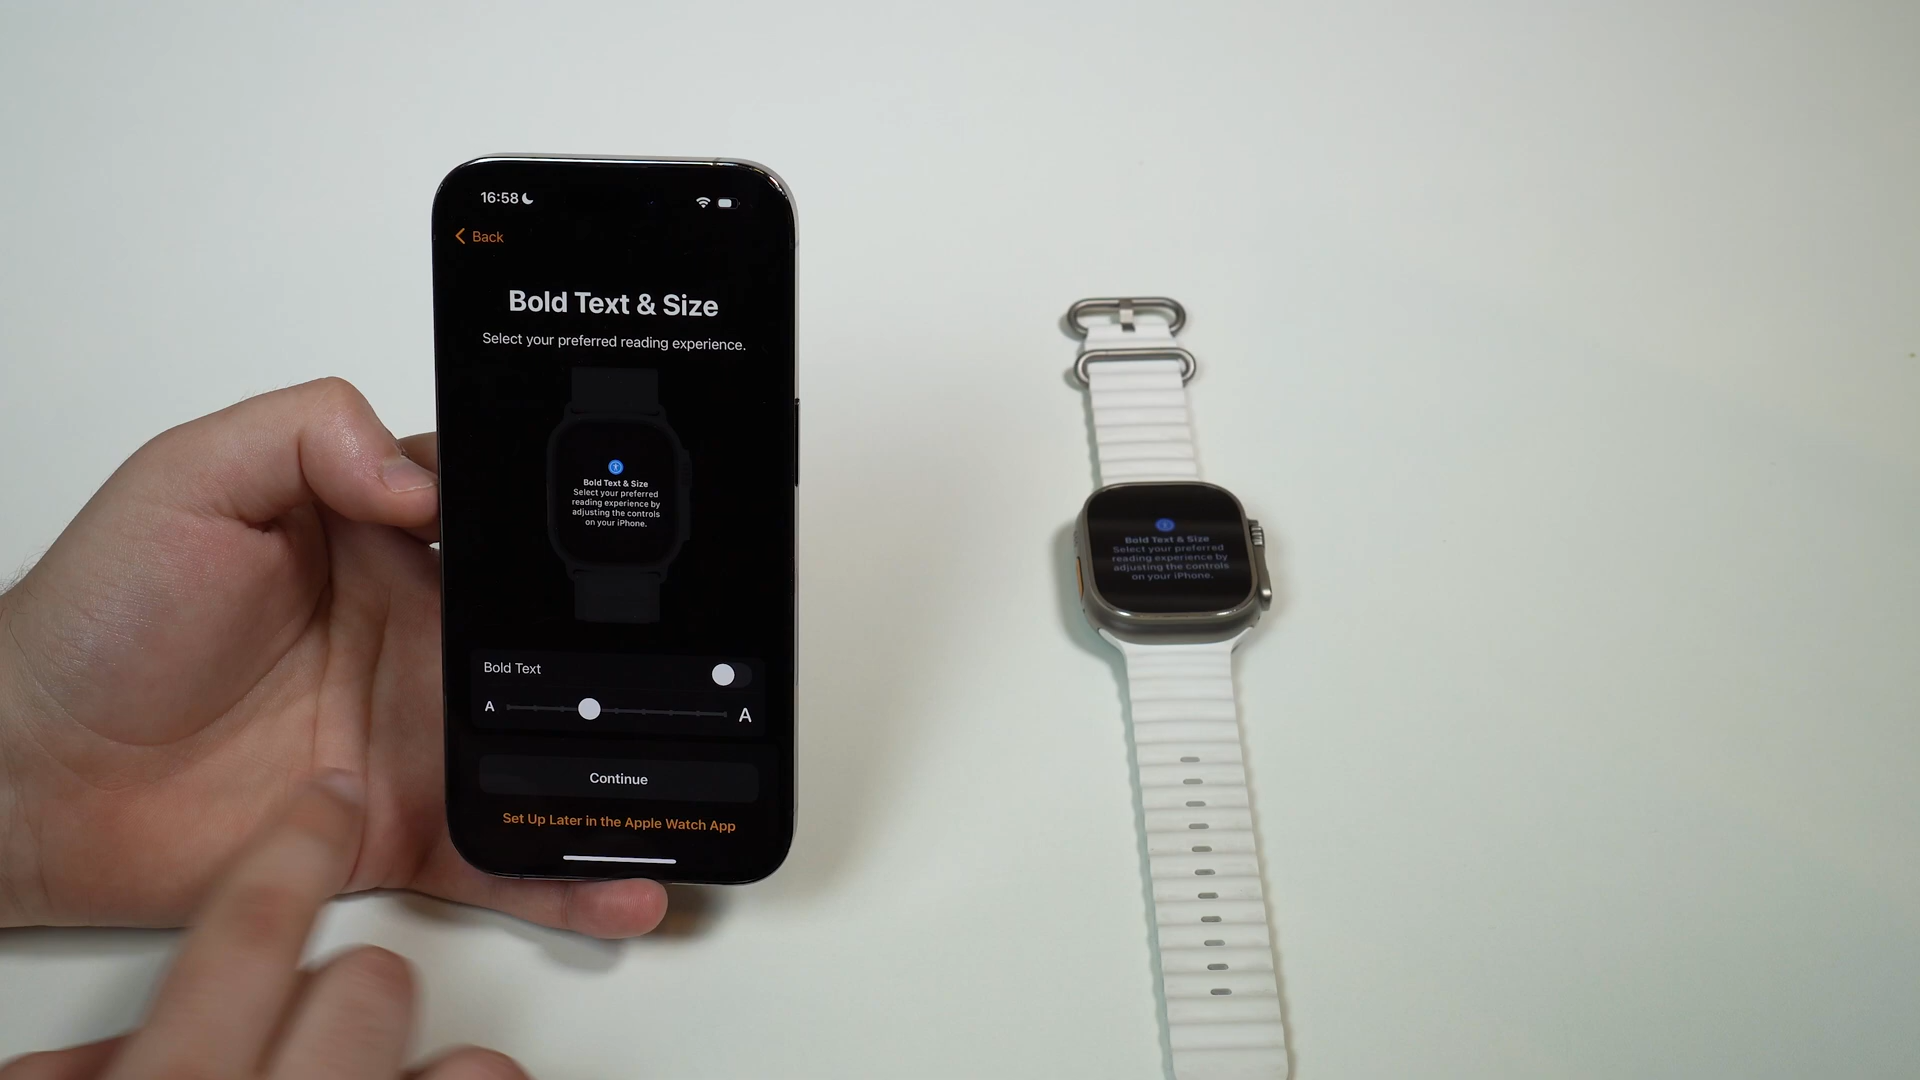 16:58
Back
Bold Text & Size
Select your preferred reading experience.
Bold Text & Size
Select your preferred
reading experience by
adjusting the controls
on your iPhone.
Bold Text
A A
Continue
Set Up Later in the Apple Watch App
Bold Text & Size
Select your preferred
reading experience by
adjusting the controls
on your iPhone.